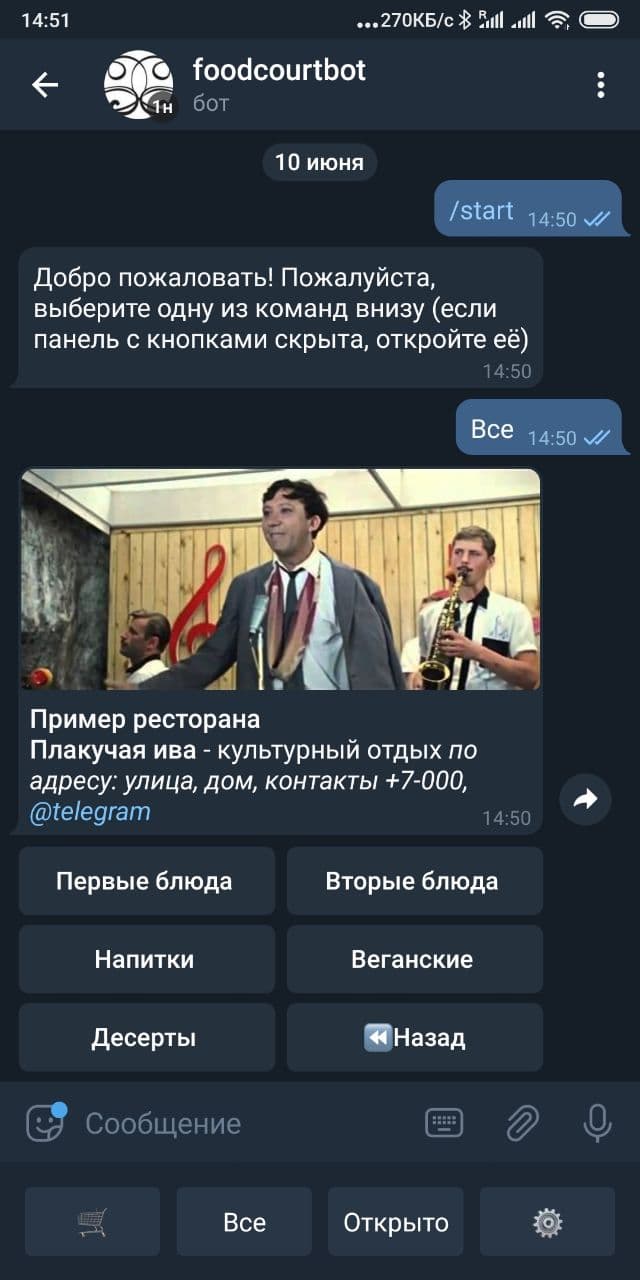 14:51
...270КБ/с
R
foodcourtbot
1н
бот
10 июня
/start 14:50
Добро пожаловать! Пожалуйста,
выберите одну из команд внизу (если
панель с кнопками скрыта, откройте её)
14:50
Все 14:50
Пример ресторана
Плакучая ива - культурный отдых по
адресу: улица, дом, контакты +7-000,
@telegram 14:50
Первые блюда Вторые блюда
Напитки Веганские
Десерты Назад
Сообщение
Все Открыто